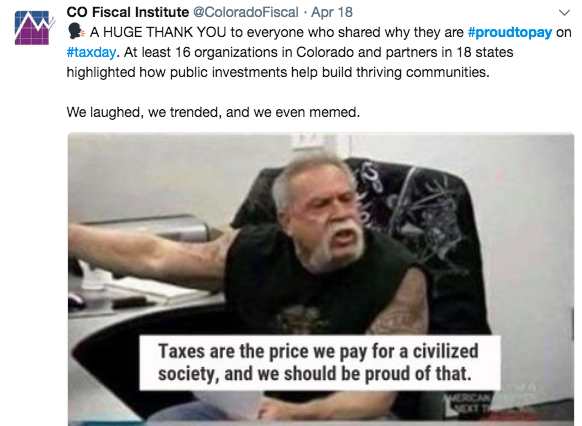 CO Fiscal Institute @ColoradoFiscal · Apr 18
A HUGE THANK YOU to everyone who shared why they are #proudtopay on
#taxday. At least 16 organizations in Colorado and partners in 18 states
highlighted how public investments help build thriving communities.
We laughed, we trended, and we even memed.
Taxes are the price we pay for a civilized
society, and we should be proud of that.
AMERICAN
NEXT